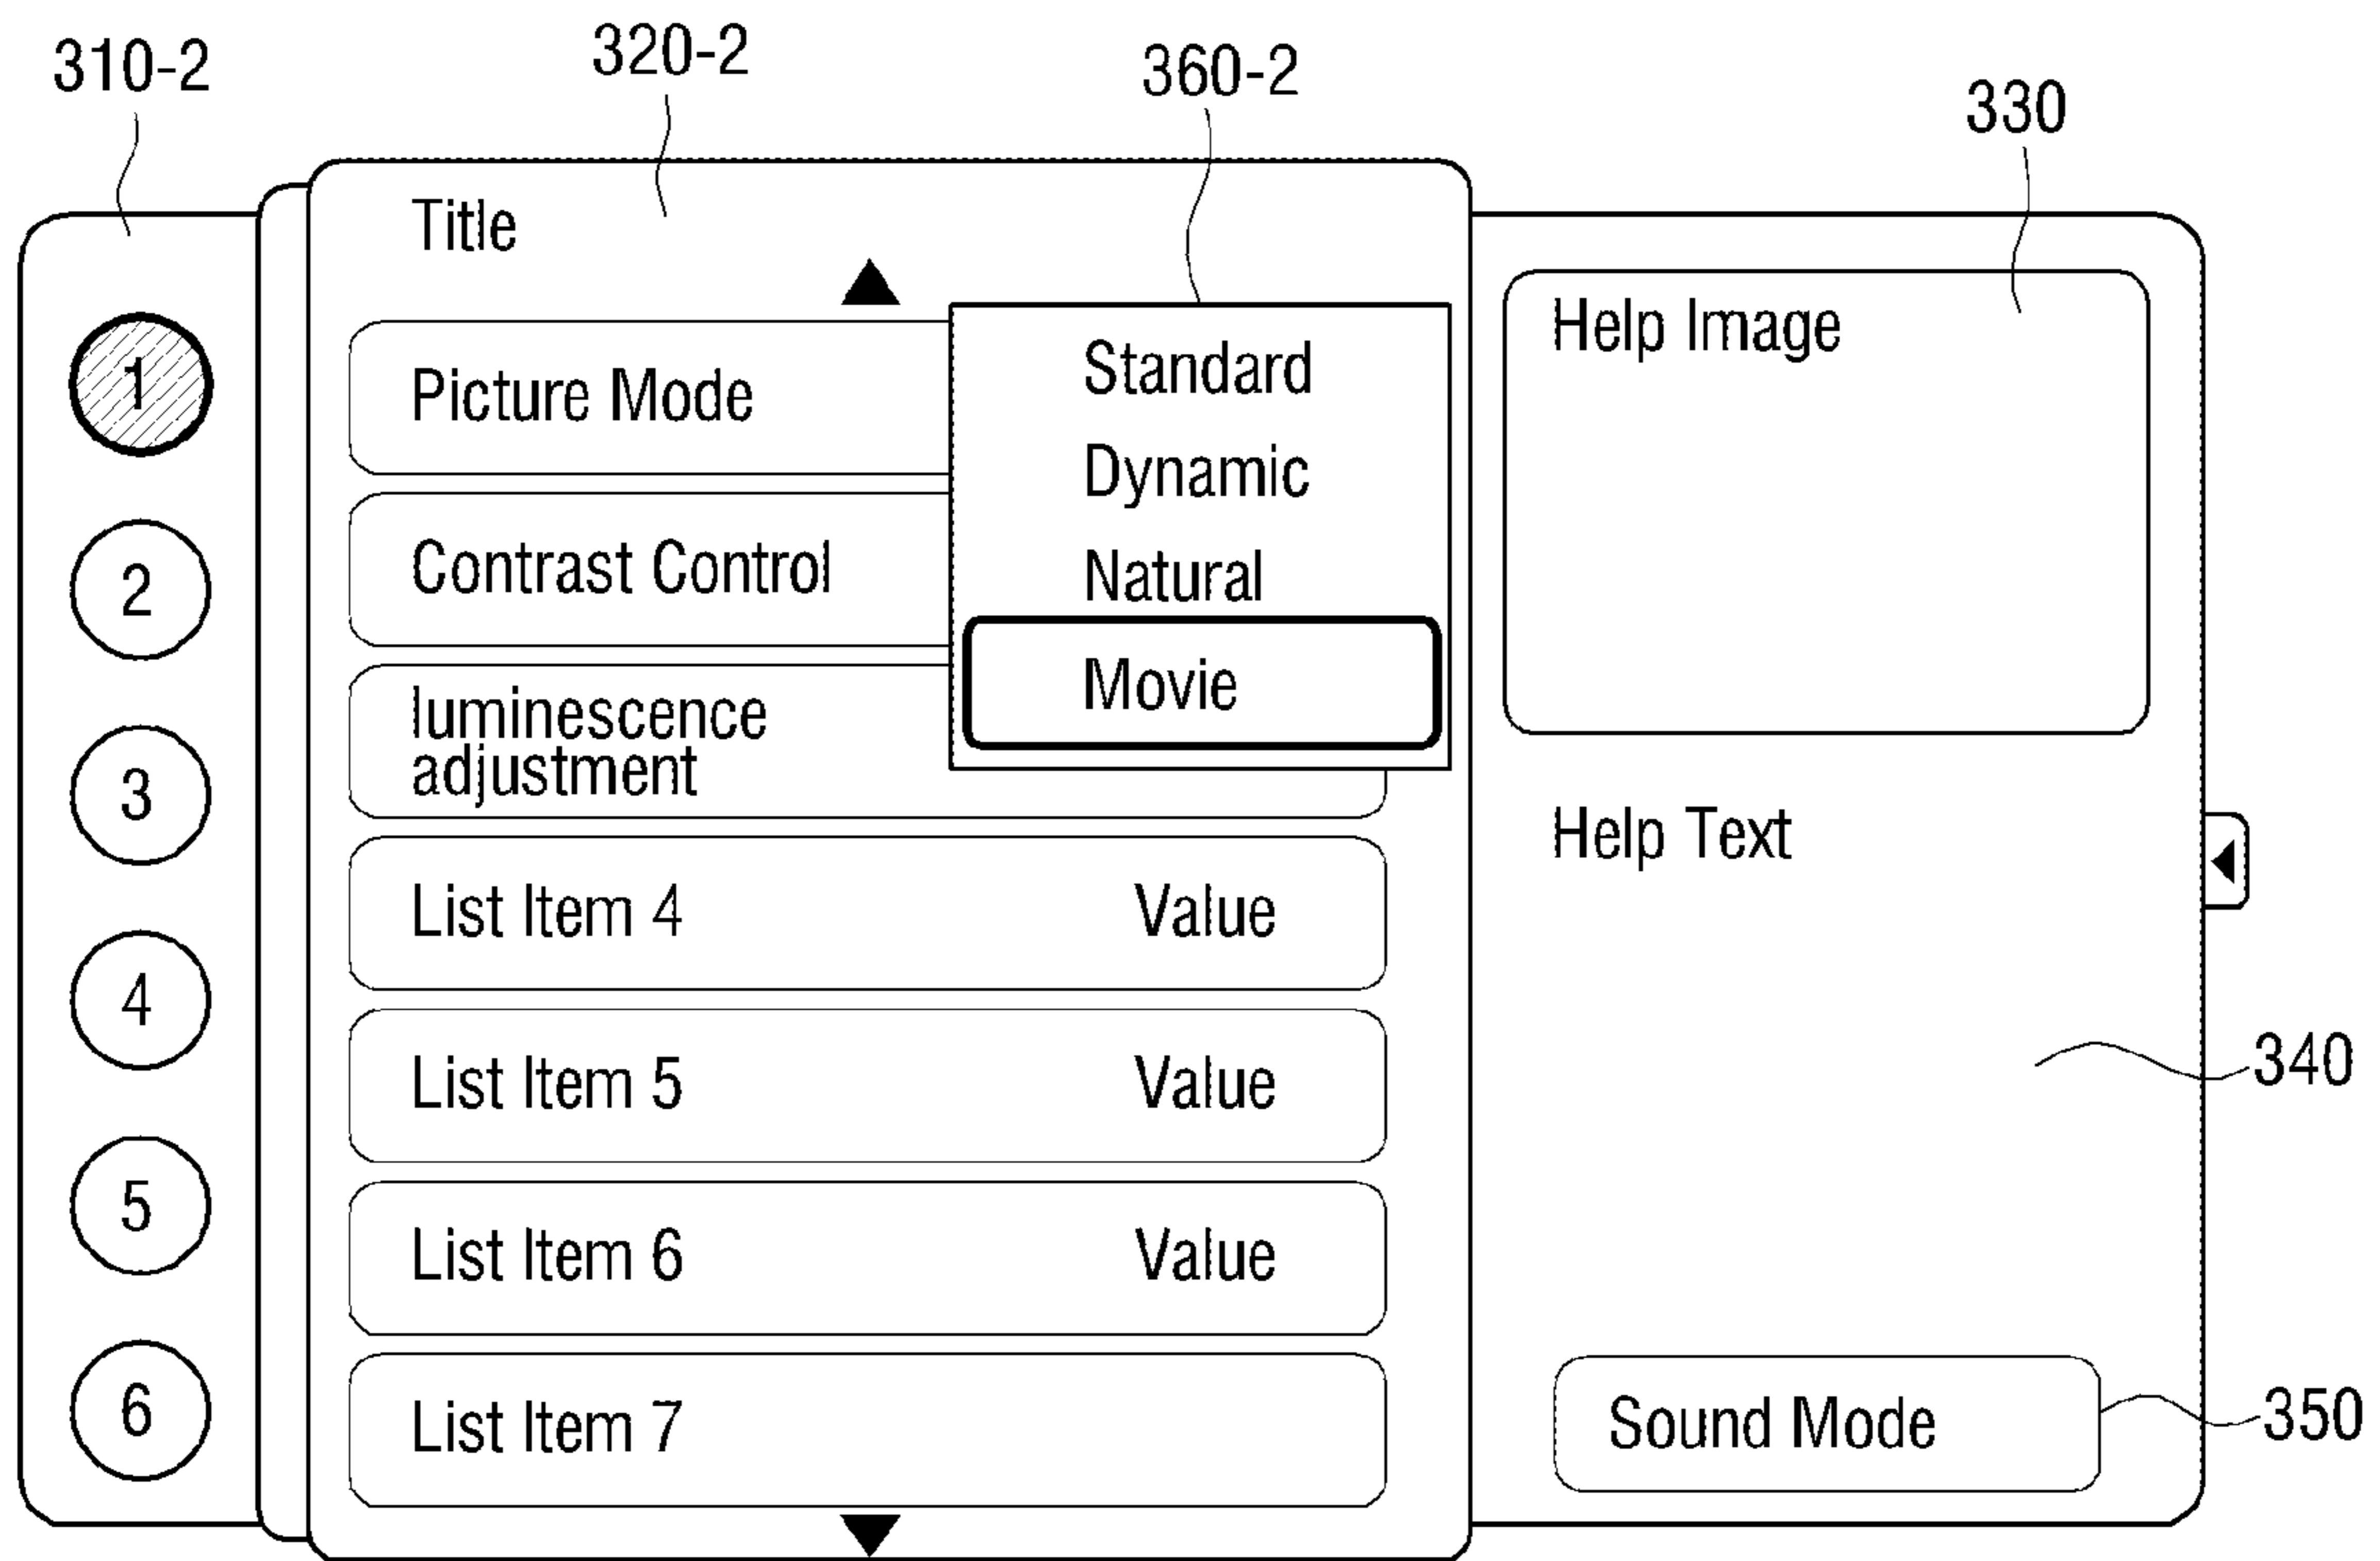 310-2
320-2
360-2
330
1
2
3
4
5
6
Title
Picture Mode
Contrast Control
luminescence
adjustment
List Item 4 Value
List Item 5 Value
List Item 6 Value
List Item 7
Standard
Dynamic
Natural
Movie
Help Image
Help Text
340
Sound Mode
350